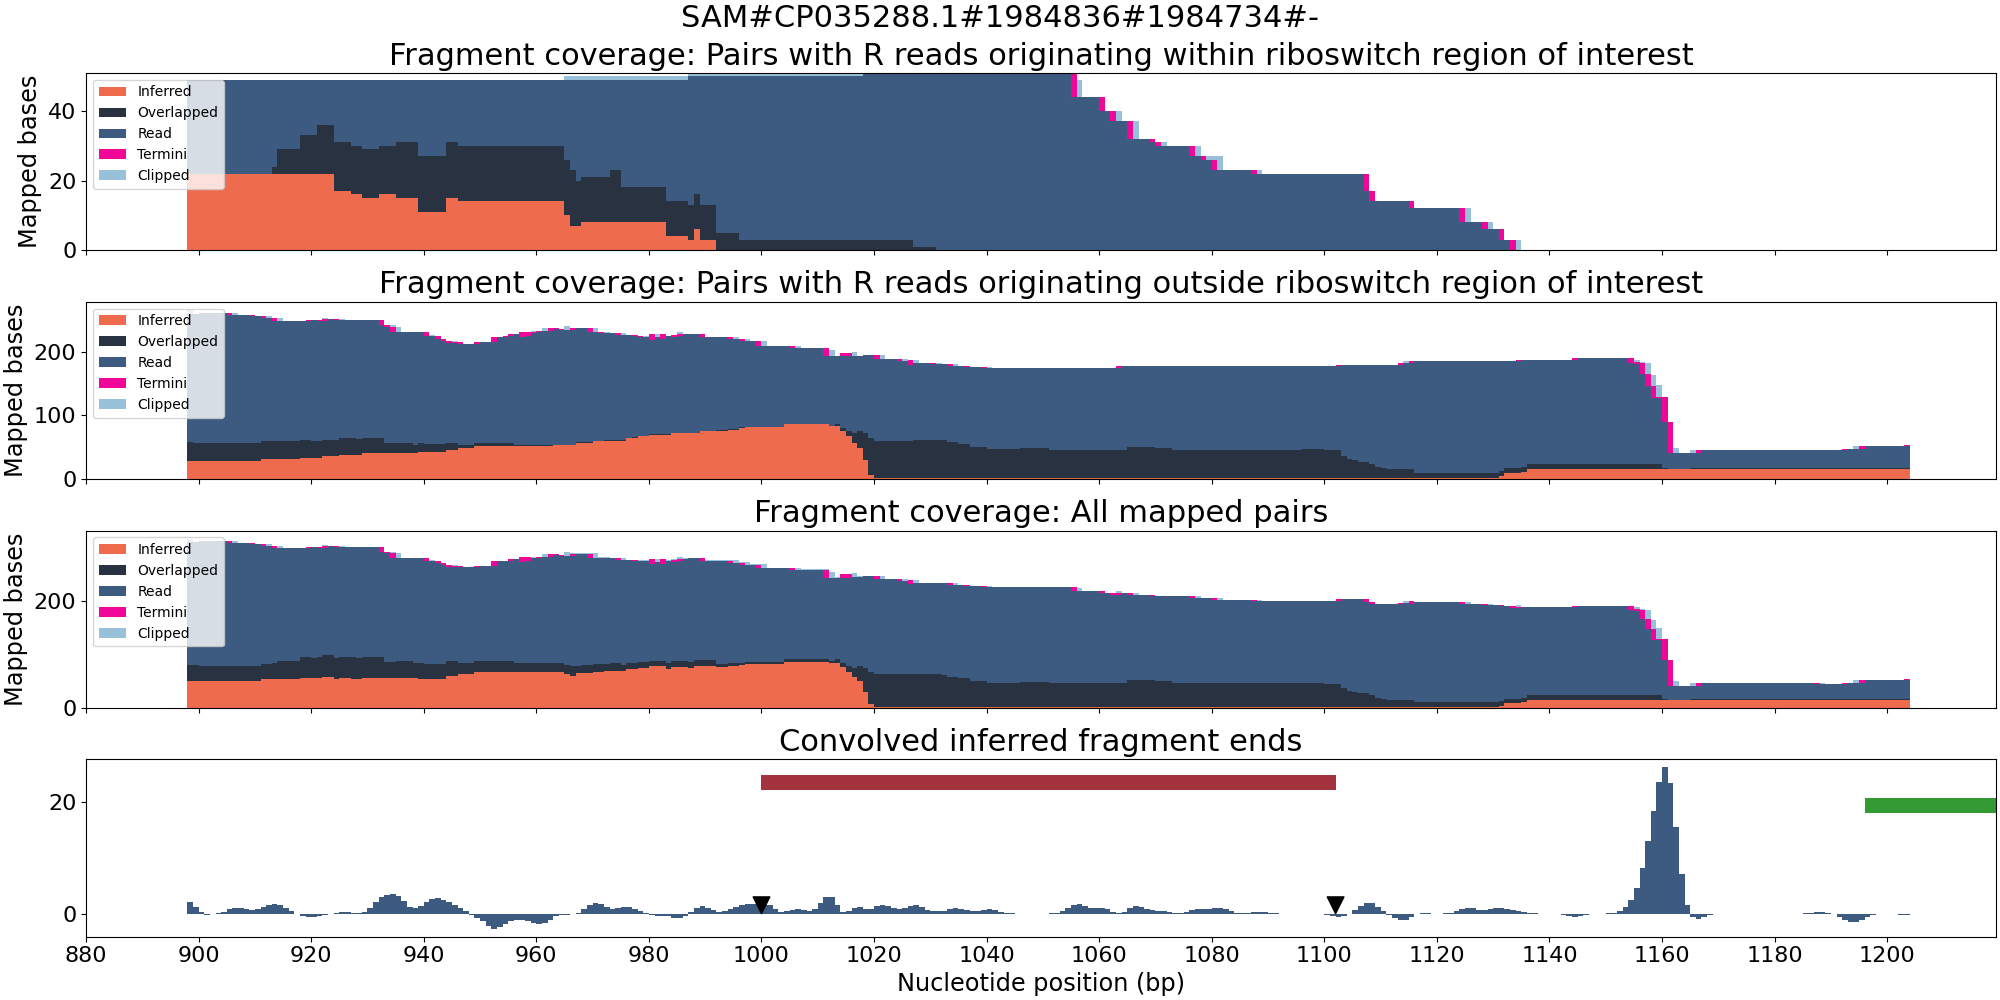 SAM#CP035288.1#1984836#1984734#-
Fragment coverage: Pairs with R reads originating within riboswitch region of interest
Mapped bases
40
20
0
Inferred
Overlapped
Read
Termini
Clipped
Fragment coverage: Pairs with R reads originating outside riboswitch region of interest
Mapped bases
200
100
0
Inferred
Overlapped
Read
Termini
Clipped
Fragment coverage: All mapped pairs
Mapped bases
200
0
Inferred
Overlapped
Read
Termini
Clipped
Convolved inferred fragment ends
20
0
880 900 920 940 960 980 1000 1020 1040 1060 1080 1100 1120 1140 1160 1180 1200
Nucleotide position (bp)